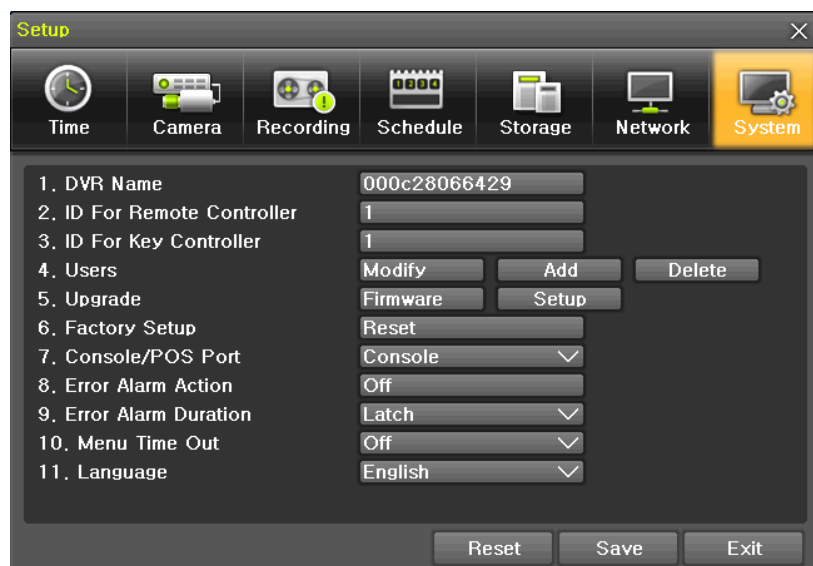 Setup
Time Camera Recording Schedule Storage Network System
1. DVR Name 000c28066429
2. ID For Remote Controller 1
3. ID For Key Controller 1
4. Users Modify Add Delete
5. Upgrade Firmware Setup
6. Factory Setup Reset
7. Console/POS Port Console
8. Error Alarm Action Off
9. Error Alarm Duration Latch
10. Menu Time Out Off
11. Language English
Reset Save Exit